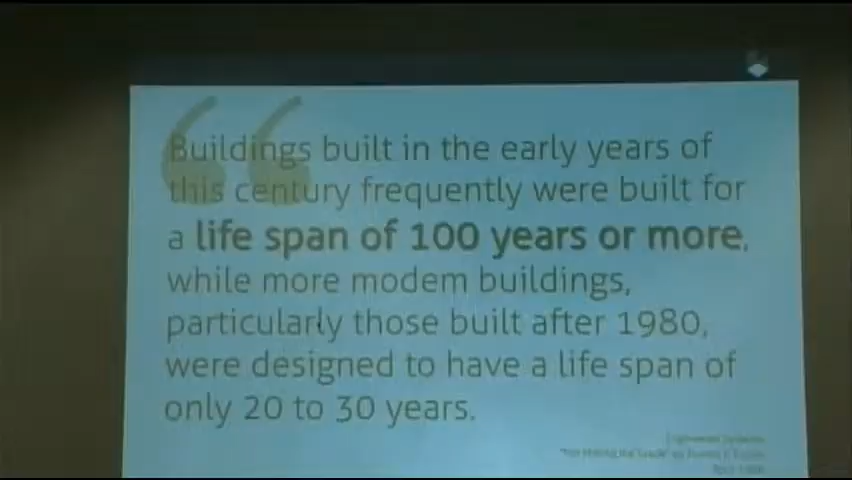 Buildings built in the early years of
this century frequently were built for
a life span of 100 years or more,
while more modem buildings,
particularly those built after 1980,
were designed to have a life span of
only 20 to 30 years.